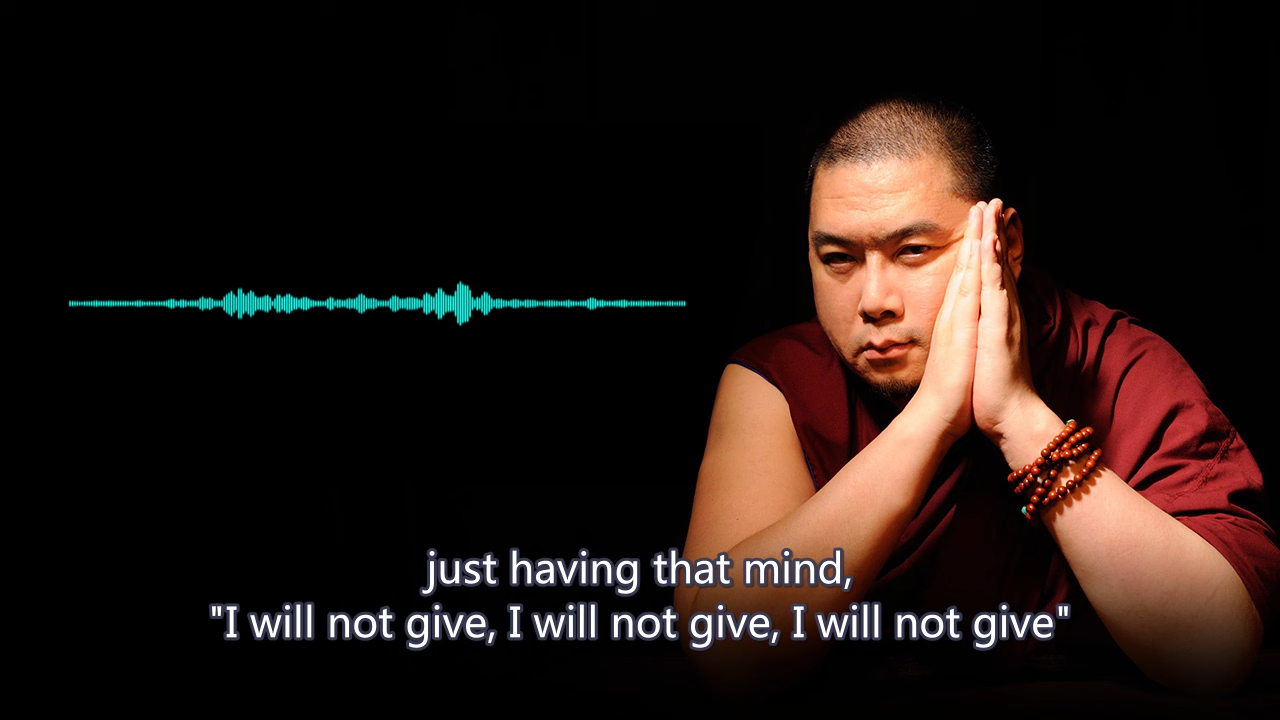 just having that mind,
"I will not give, I will not give, I will not give"